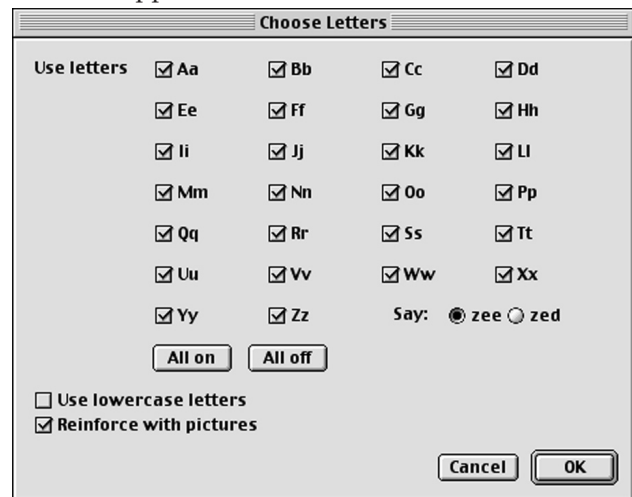 Choose Letters
Use letters Aa Bb Cc Dd
Ee Ff Gg Hh
Ii Jj Kk Ll
Mm Nn Oo Pp
Qq Rr Ss Tt
Uu Vv Ww Xx
Yy Zz Say: zee zed
All on All off
Use lowercase letters
Reinforce with pictures
Cancel OK